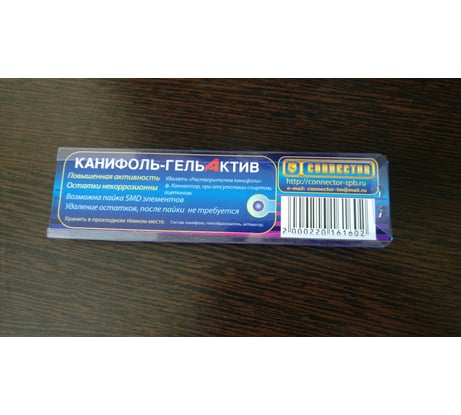 КАНИФОЛЬ-ГЕЛЬ АКТИВ
Повышенная активность
Остатки некоррозионны
Удалять «Растворителем канифоли»
ф. Коннектор, при отсутствии спиртом,
ацетоном.
Возможна пайка SMD элементов
Удаление остатков, после пайки не требуется
Хранить в прохладном тёмном месте.
Состав: канифоль, гелеобразователь, активатор.
CONNECTOR
http://connector-spb.ru
e-mail: connector-tm@mail.ru
2 000220 161602